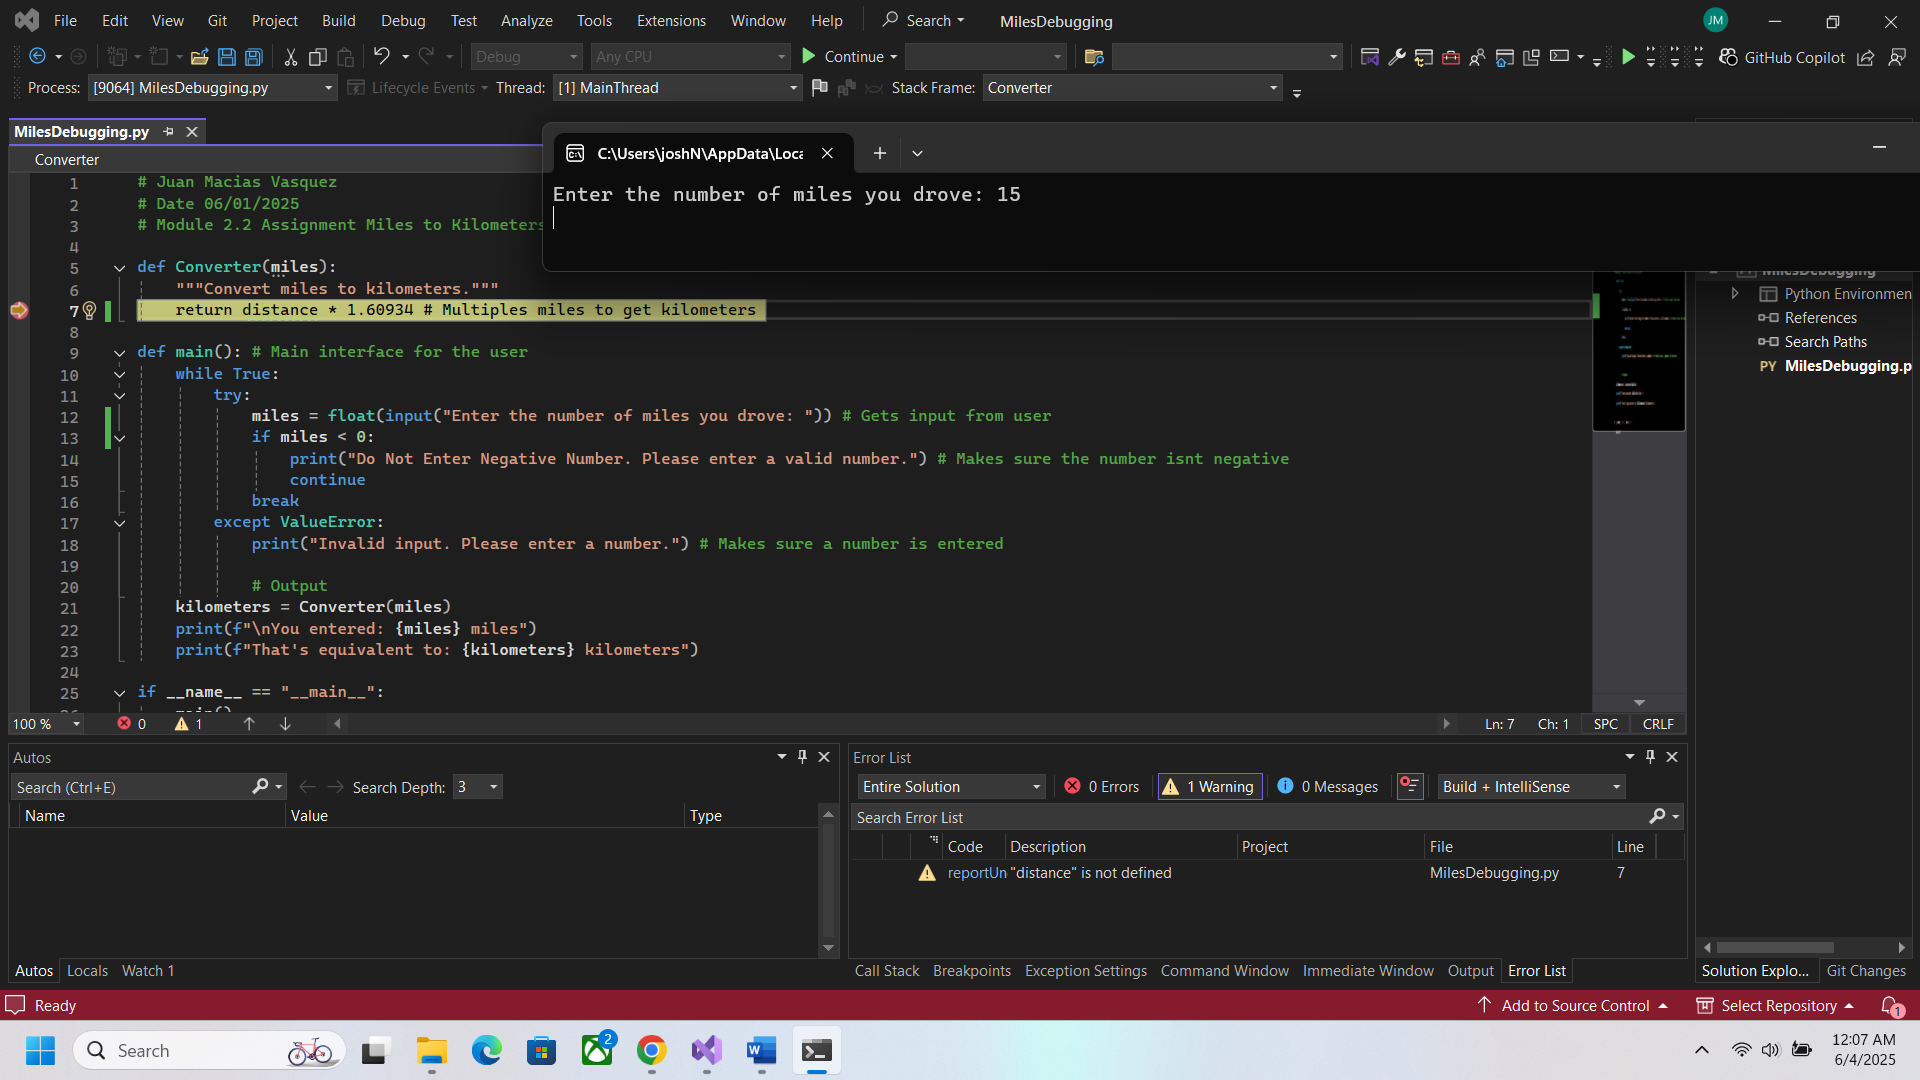 File Edit View Git Project Build Debug Test Analyze Tools Extensions Window Help Search MilesDebugging JM
Debug Any CPU Continue GitHub Copilot
Process: [9064] MilesDebugging.py Lifecycle Events Thread: [1] MainThread Stack Frame: Converter
MilesDebugging.py
Converter
C:\Users\joshN\AppData\Loca
Enter the number of miles you drove: 15
1 # Juan Macias Vasquez
2 # Date 06/01/2025
3 # Module 2.2 Assignment Miles to Kilometers
4
5 def Converter(miles):
6 """Convert miles to kilometers."""
7 return distance * 1.60934 # Multiples miles to get kilometers
8
9 def main(): # Main interface for the user
10 while True:
11 try:
12 miles = float(input("Enter the number of miles you drove: ")) # Gets input from user
13 if miles < 0:
14 print("Do Not Enter Negative Number. Please enter a valid number.") # Makes sure the number isnt negative
15 continue
16 break
17 except ValueError:
18 print("Invalid input. Please enter a number.") # Makes sure a number is entered
19
20 # Output
21 kilometers = Converter(miles)
22 print(f"\nYou entered: {miles} miles")
23 print(f"That's equivalent to: {kilometers} kilometers")
24
25 if __name__ == "__main__":
26 main()
MilesDebugging
Python Environmen
References
Search Paths
PY MilesDebugging.p
100 % 0 1 Ln: 7 Ch: 1 SPC CRLF
Autos
Search (Ctrl+E) Search Depth: 3
Name Value Type
Autos Locals Watch 1
Error List
Entire Solution 0 Errors 1 Warning 0 Messages Build + IntelliSense
Search Error List
Code Description Project File Line
reportUn "distance" is not defined MilesDebugging.py 7
Call Stack Breakpoints Exception Settings Command Window Immediate Window Output Error List
Solution Explo... Git Changes
Ready Add to Source Control Select Repository 1
Search 2 12:07 AM
6/4/2025